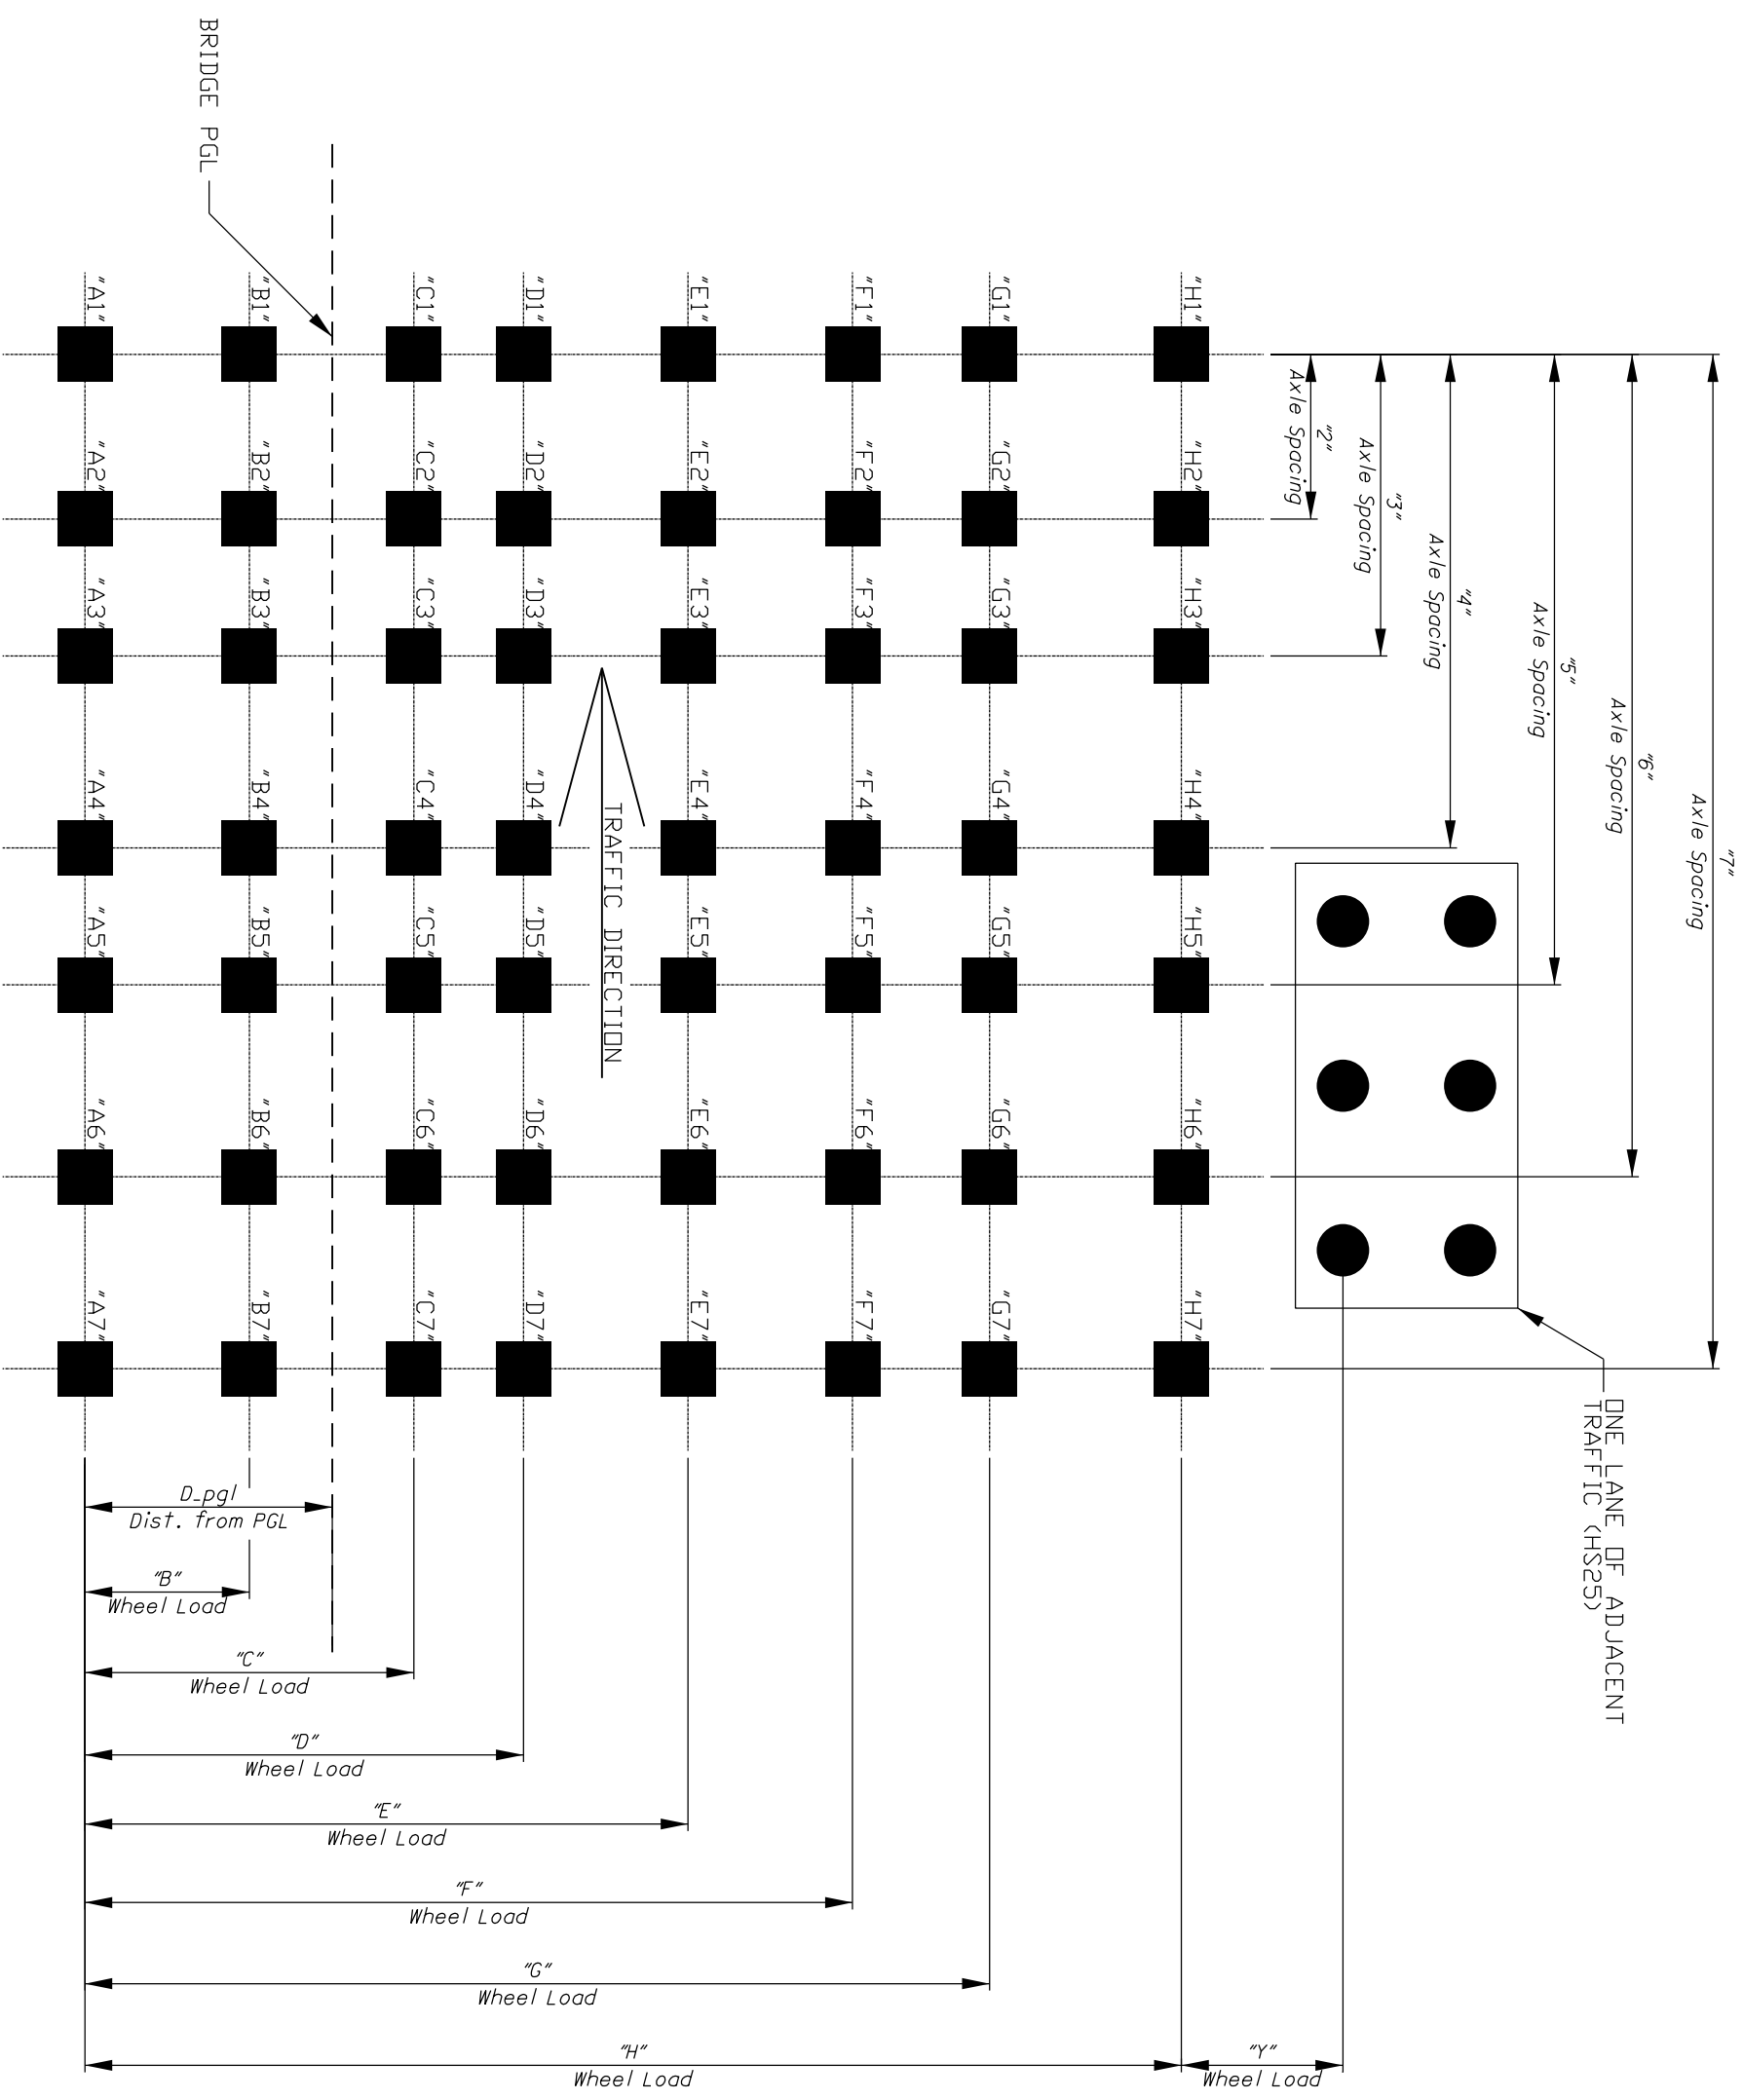 BRIDGE PGL
"A1"
"B1"
"C1"
"D1"
"E1"
"F1"
"G1"
"H1"
"A2"
"B2"
"C2"
"D2"
"E2"
"F2"
"G2"
"H2"
"A3"
"B3"
"C3"
"D3"
"E3"
"F3"
"G3"
"H3"
"A4"
"B4"
"C4"
"D4"
"E4"
"F4"
"G4"
"H4"
"A5"
"B5"
"C5"
"D5"
"E5"
"F5"
"G5"
"H5"
"A6"
"B6"
"C6"
"D6"
"E6"
"F6"
"G6"
"H6"
"A7"
"B7"
"C7"
"D7"
"E7"
"F7"
"G7"
"H7"
TRAFFIC DIRECTION
"2"
Axle Spacing
"3"
Axle Spacing
"4"
Axle Spacing
"5"
Axle Spacing
"6"
Axle Spacing
"7"
Axle Spacing
ONE LANE OF ADJACENT
TRAFFIC (HS25)
D_pgl
Dist. from PGL
"B"
Wheel Load
"C"
Wheel Load
"D"
Wheel Load
"E"
Wheel Load
"F"
Wheel Load
"G"
Wheel Load
"H"
Wheel Load
"Y"
Wheel Load